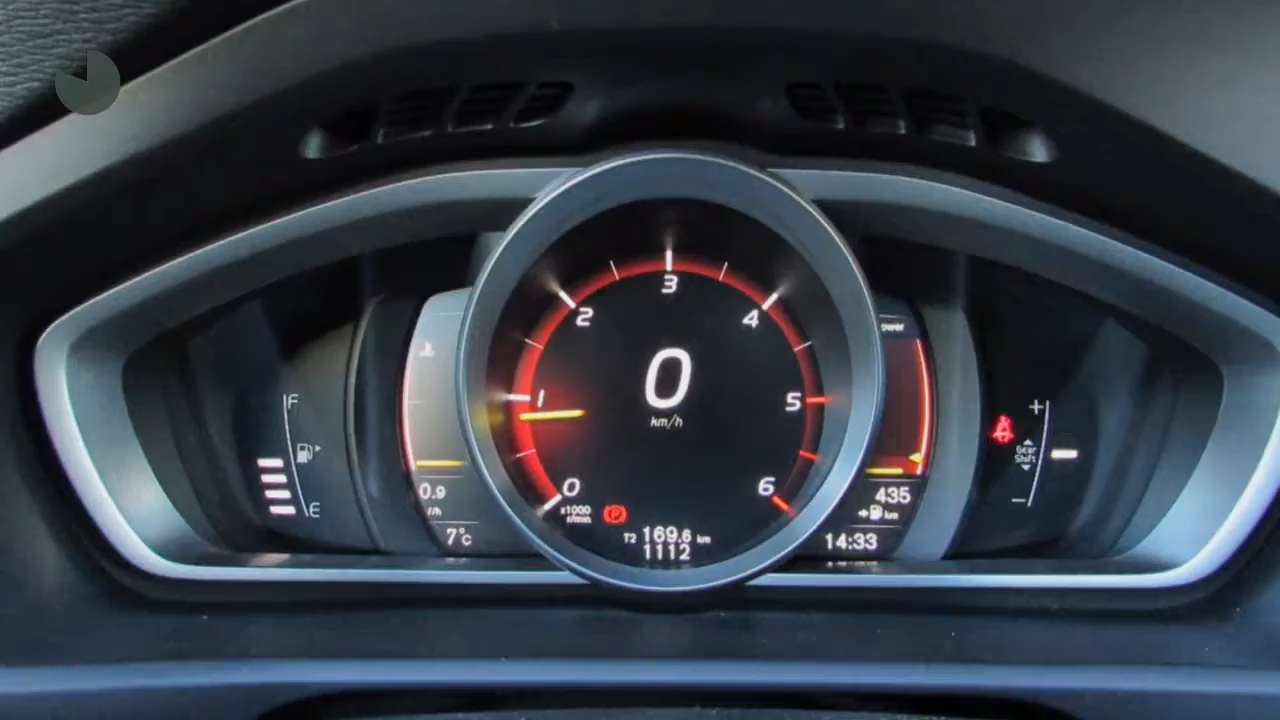 3
2
4
power
0
1
5
km/h
F
+
Gear
Shift
0.9
l/h
7°c
0
x1000
r/min
P
6
435
km
E
−
T2 169.6 km
1112
14:33